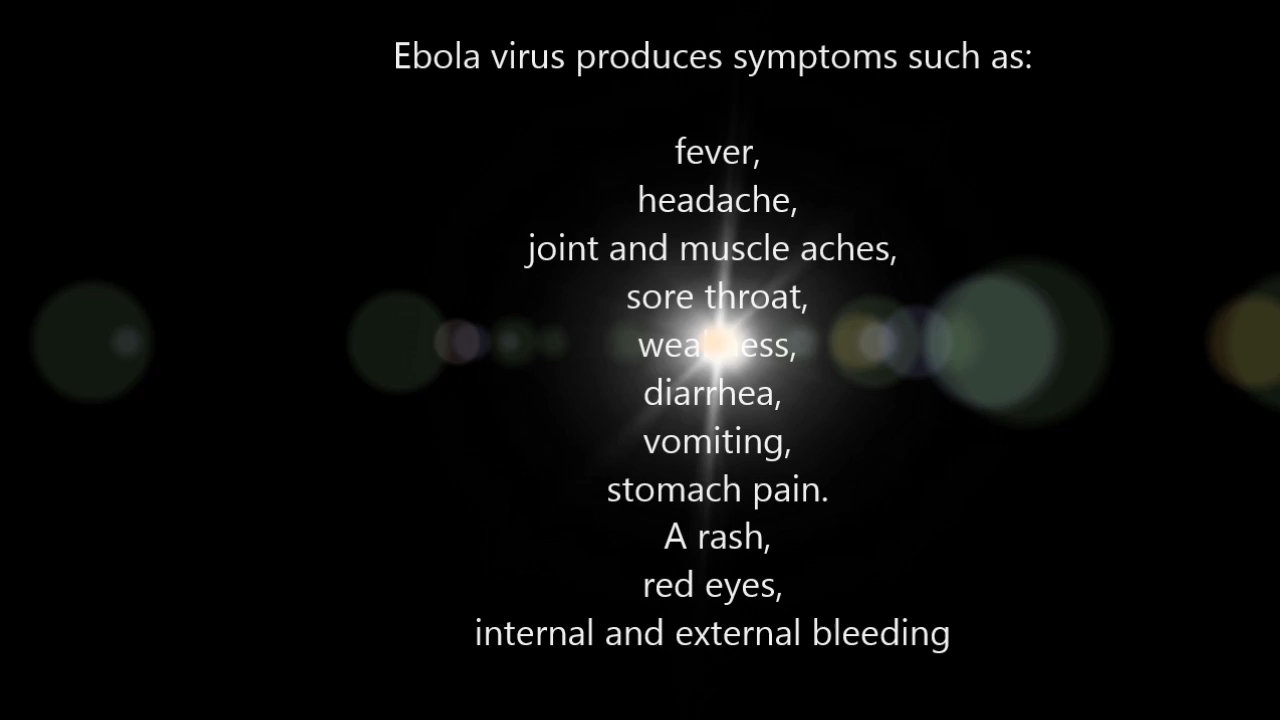 Ebola virus produces symptoms such as:
fever,
headache,
joint and muscle aches,
sore throat,
weakness,
diarrhea,
vomiting,
stomach pain.
A rash,
red eyes,
internal and external bleeding